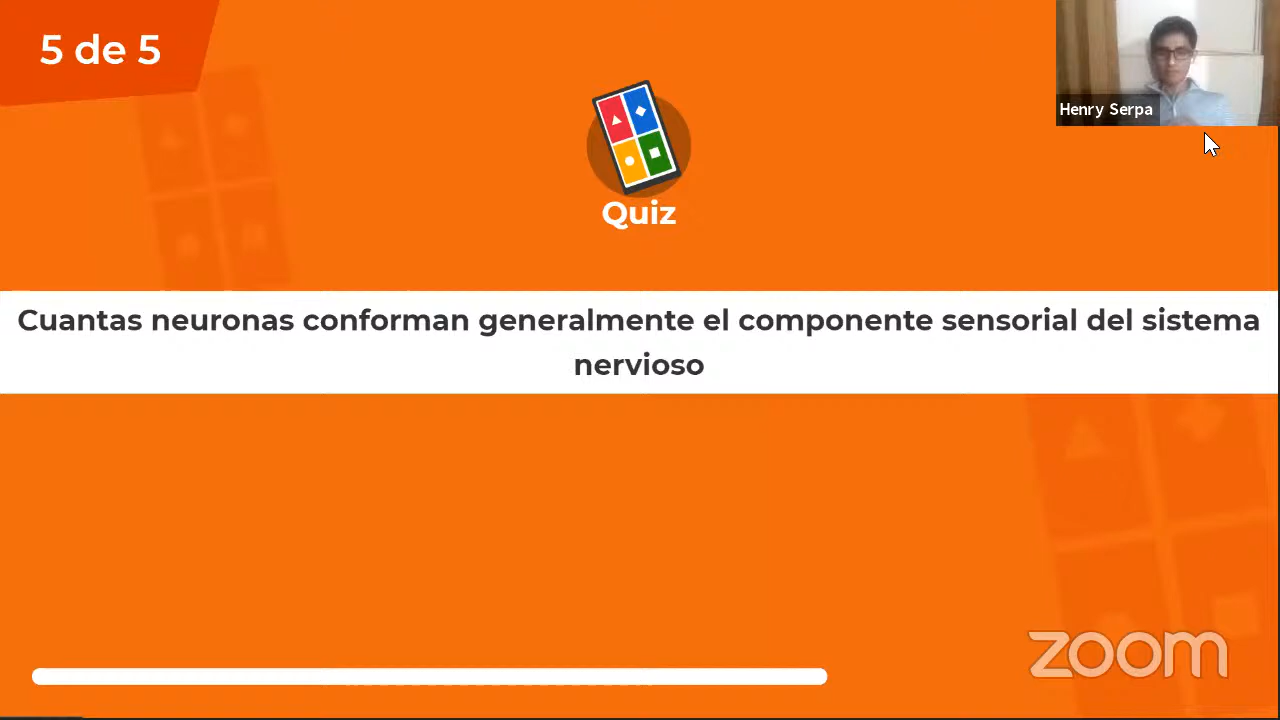 5 de 5
Henry Serpa
Quiz
Cuantas neuronas conforman generalmente el componente sensorial del sistema
nervioso
zoom